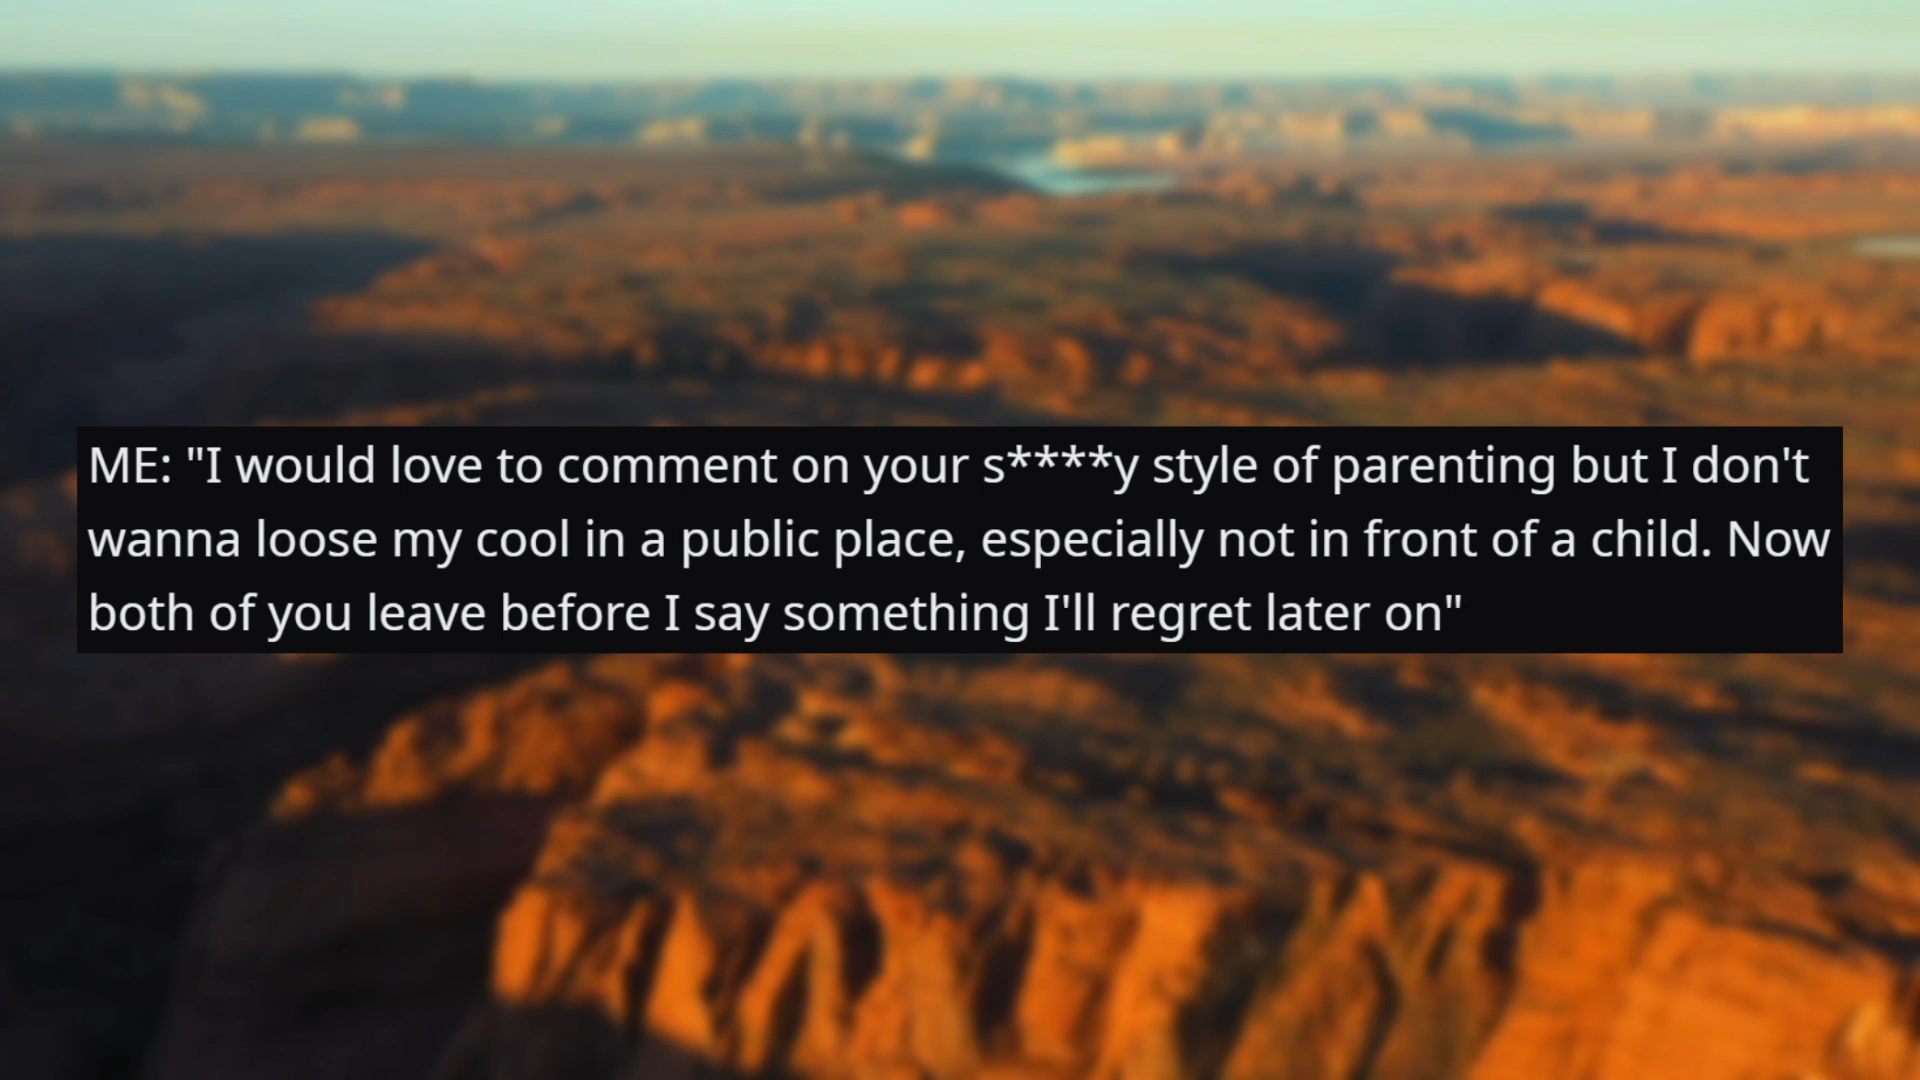 ME: "I would love to comment on your s****y style of parenting but I don't
wanna loose my cool in a public place, especially not in front of a child. Now
both of you leave before I say something I'll regret later on"